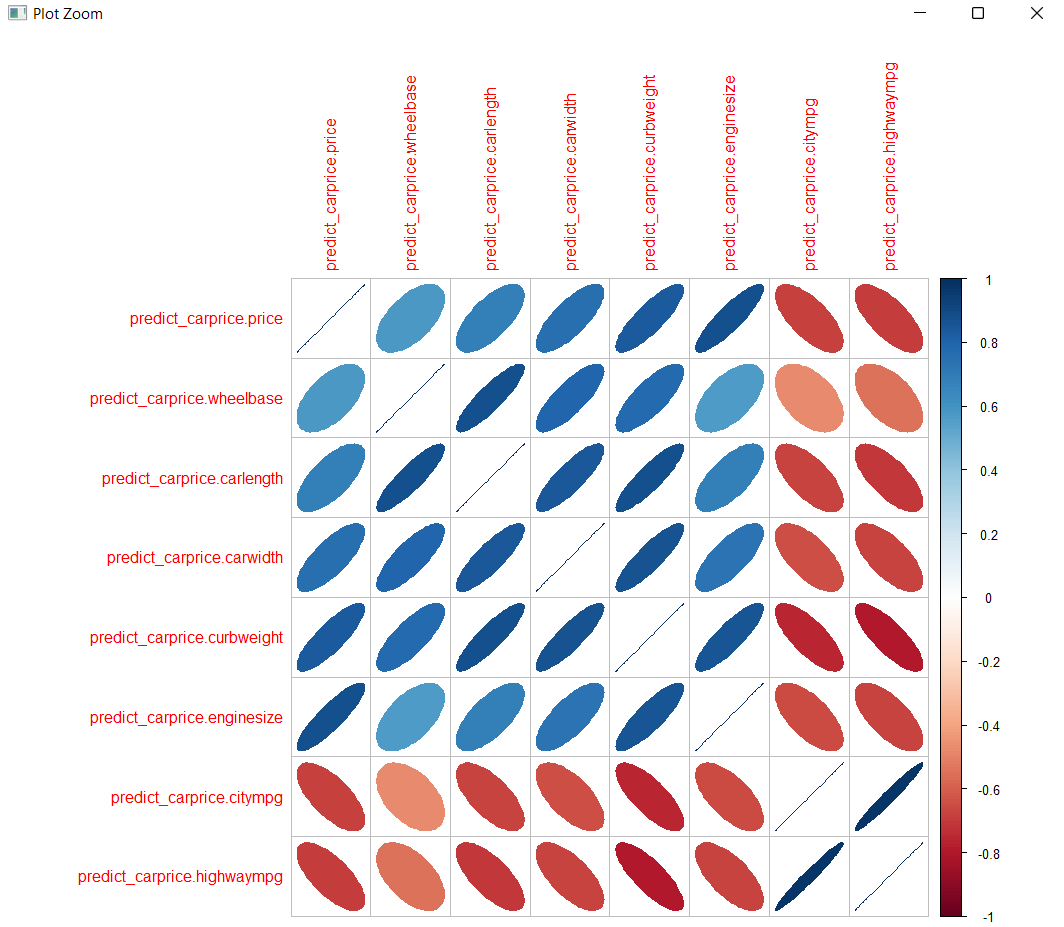 Plot Zoom
predict_carprice.price
predict_carprice.wheelbase
predict_carprice.carlength
predict_carprice.carwidth
predict_carprice.curbweight
predict_carprice.enginesize
predict_carprice.citympg
predict_carprice.highwaympg
predict_carprice.price
predict_carprice.wheelbase
predict_carprice.carlength
predict_carprice.carwidth
predict_carprice.curbweight
predict_carprice.enginesize
predict_carprice.citympg
predict_carprice.highwaympg
1
0.8
0.6
0.4
0.2
0
-0.2
-0.4
-0.6
-0.8
-1